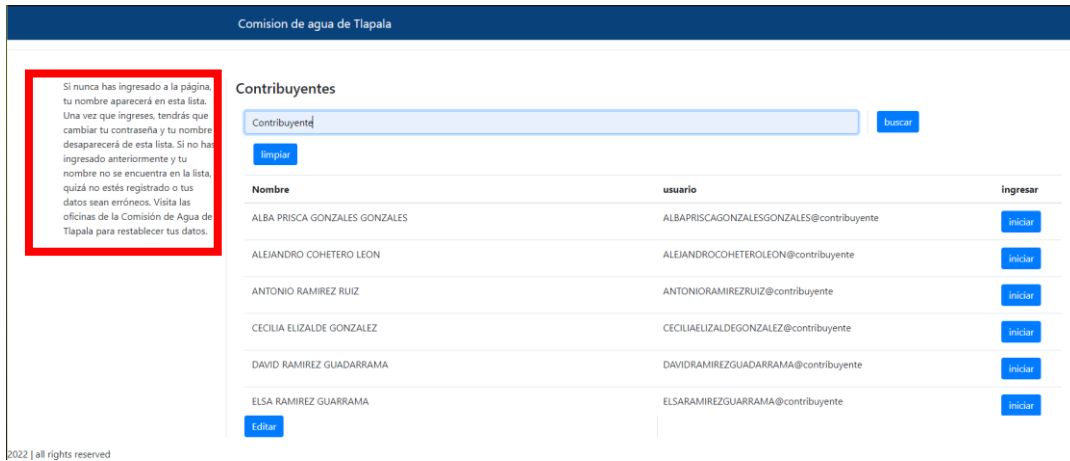 Comision de agua de Tlapala
Si nunca has ingresado a la página,
tu nombre aparecerá en esta lista.
Una vez que ingreses, tendrás que
cambiar tu contraseña y tu nombre
desaparecerá de esta lista. Si no has
ingresado anteriormente y tu
nombre no se encuentra en la lista,
quizá no estés registrado o tus
datos sean erróneos. Visita las
oficinas de la Comisión de Agua de
Tlapala para restablecer tus datos.
Contribuyentes
Contribuyente buscar
limpiar
Nombre usuario ingresar
ALBA PRISCA GONZALES GONZALES ALBAPRISCAGONZALESGONZALES@contribuyente iniciar
ALEJANDRO COHETERO LEON ALEJANDROCOHETEROLEON@contribuyente iniciar
ANTONIO RAMIREZ RUIZ ANTONIORAMIREZRUIZ@contribuyente iniciar
CECILIA ELIZALDE GONZALEZ CECILIAELIZALDEGONZALEZ@contribuyente iniciar
DAVID RAMIREZ GUADARRAMA DAVIDRAMIREZGUADARRAMA@contribuyente iniciar
ELSA RAMIREZ GUARRAMA ELSARAMIREZGUARRAMA@contribuyente iniciar
Editar
2022 | all rights reserved